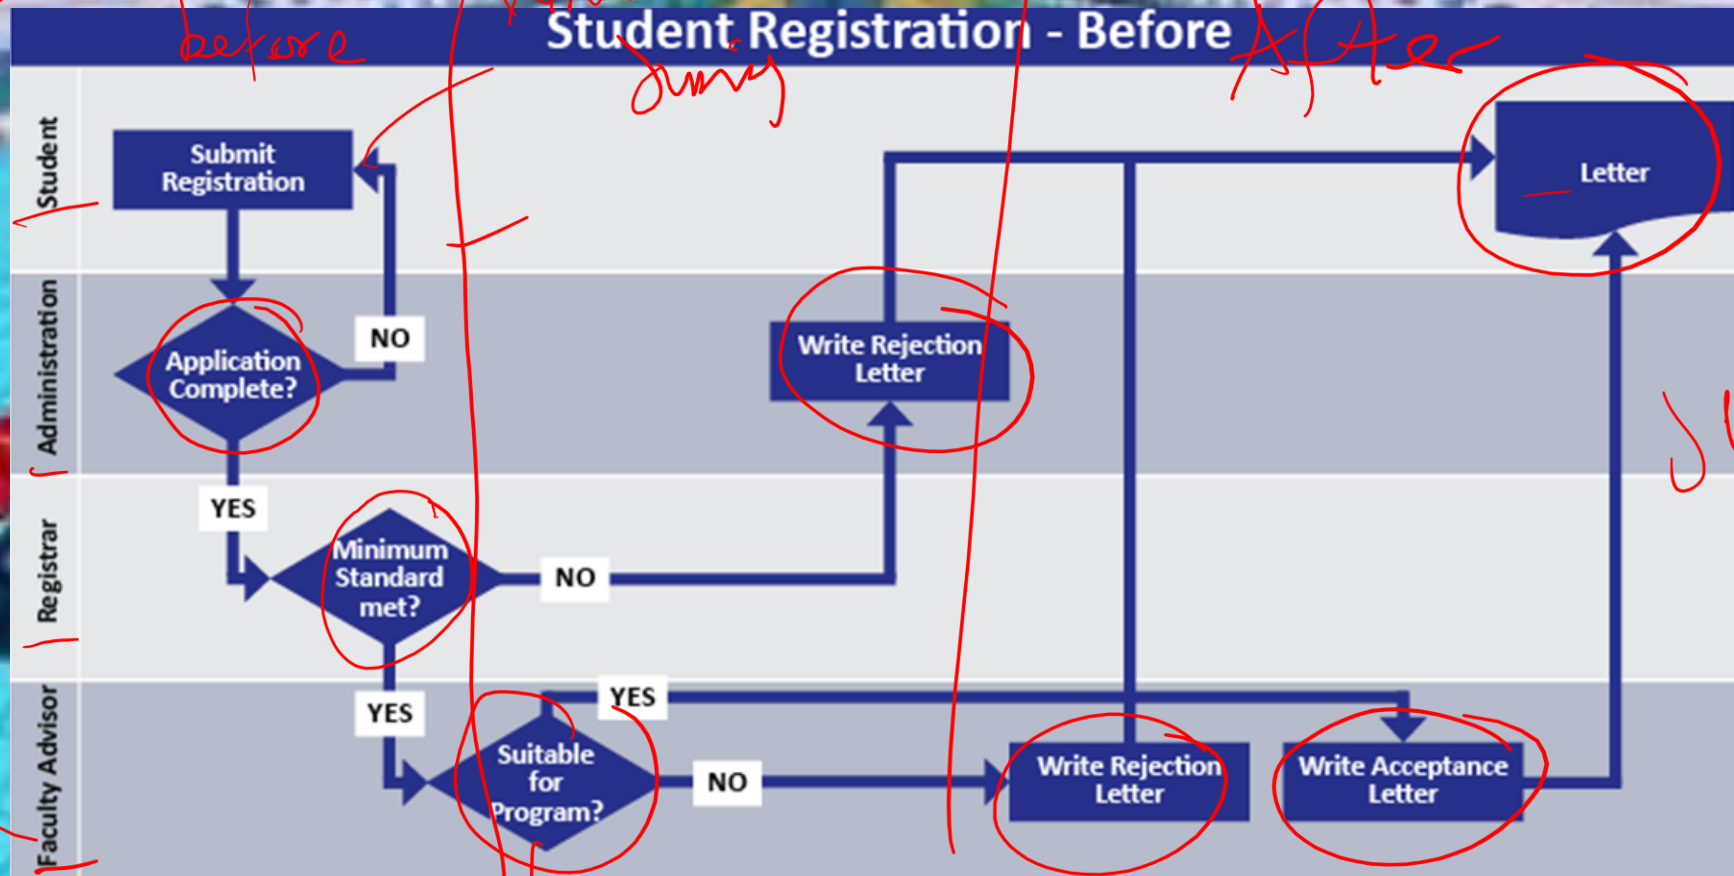 Student Registration - Before
before
During
After
Student
Submit
Registration
Letter
Administration
Application
Complete?
NO
Write Rejection
Letter
YES
Registrar
Minimum
Standard
met?
NO
YES
YES
Faculty Advisor
Suitable
for
Program?
NO
Write Rejection
Letter
Write Acceptance
Letter